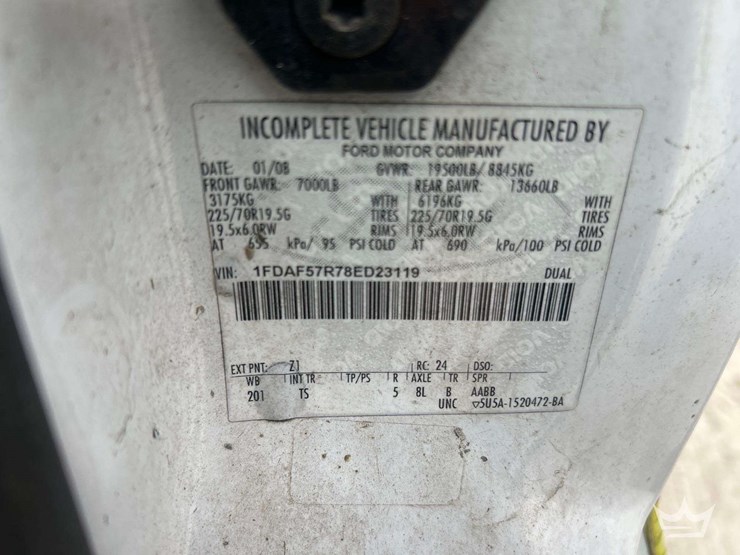 INCOMPLETE VEHICLE MANUFACTURED BY
FORD MOTOR COMPANY
DATE: 01/08 GVWR: 19500LB/ 8845KG
FRONT GAWR: 7000LB REAR GAWR: 13660LB
3175KG WITH 6196KG WITH
225/70R19.5G TIRES 225/70R19.5G TIRES
19.5x6.0RW RIMS 19.5x6.0RW RIMS
AT 655 kPa/ 95 PSI COLD AT 690 kPa/100 PSI COLD
VIN: 1FDAF57R78ED23119 DUAL
EXT PNT: Z1 RC: 24 DSO:
WB INT TR TP/PS R AXLE TR SPR
201 TS 5 8L B AABB
UNC ▽5U5A-1520472-BA